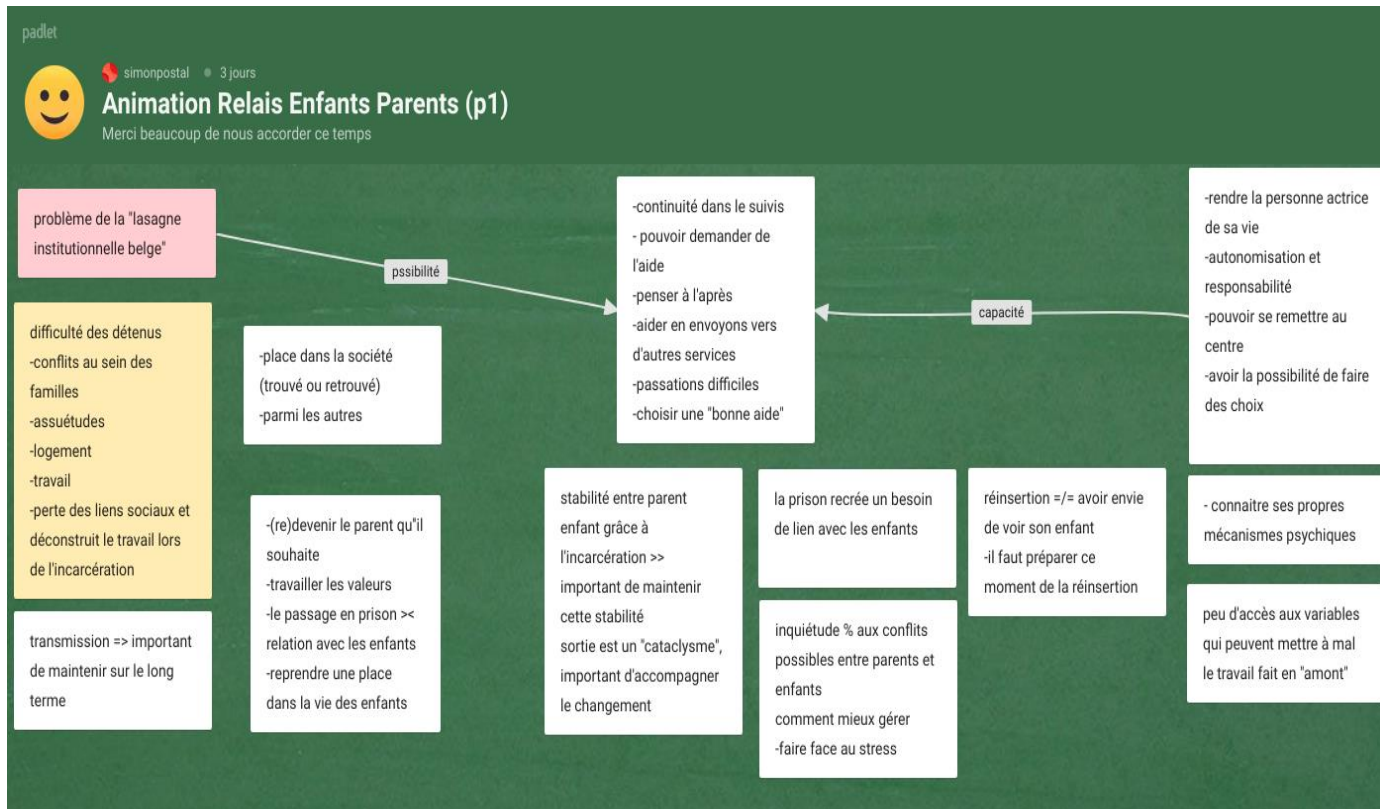 padlet
simonpostal • 3 jours
Animation Relais Enfants Parents (p1)
Merci beaucoup de nous accorder ce temps
problème de la "lasagne
institutionnelle belge"
pssibilité
-continuité dans le suivis
- pouvoir demander de
l'aide
-penser à l'après
-aider en envoyons vers
d'autres services
-passations difficiles
-choisir une "bonne aide"
capacité
-rendre la personne actrice
de sa vie
-autonomisation et
responsabilité
-pouvoir se remettre au
centre
-avoir la possibilité de faire
des choix
difficulté des détenus
-conflits au sein des
familles
-assuétudes
-logement
-travail
-perte des liens sociaux et
déconstruit le travail lors
de l'incarcération
-place dans la société
(trouvé ou retrouvé)
-parmi les autres
transmission => important
de maintenir sur le long
terme
-(re)devenir le parent qu"il
souhaite
-travailler les valeurs
-le passage en prison ><
relation avec les enfants
-reprendre une place
dans la vie des enfants
stabilité entre parent
enfant grâce à
l'incarcération >>
important de maintenir
cette stabilité
sortie est un "cataclysme",
important d'accompagner
le changement
la prison recrée un besoin
de lien avec les enfants
inquiétude % aux conflits
possibles entre parents et
enfants
comment mieux gérer
-faire face au stress
réinsertion =/= avoir envie
de voir son enfant
-il faut préparer ce
moment de la réinsertion
- connaitre ses propres
mécanismes psychiques
peu d'accès aux variables
qui peuvent mettre à mal
le travail fait en "amont"